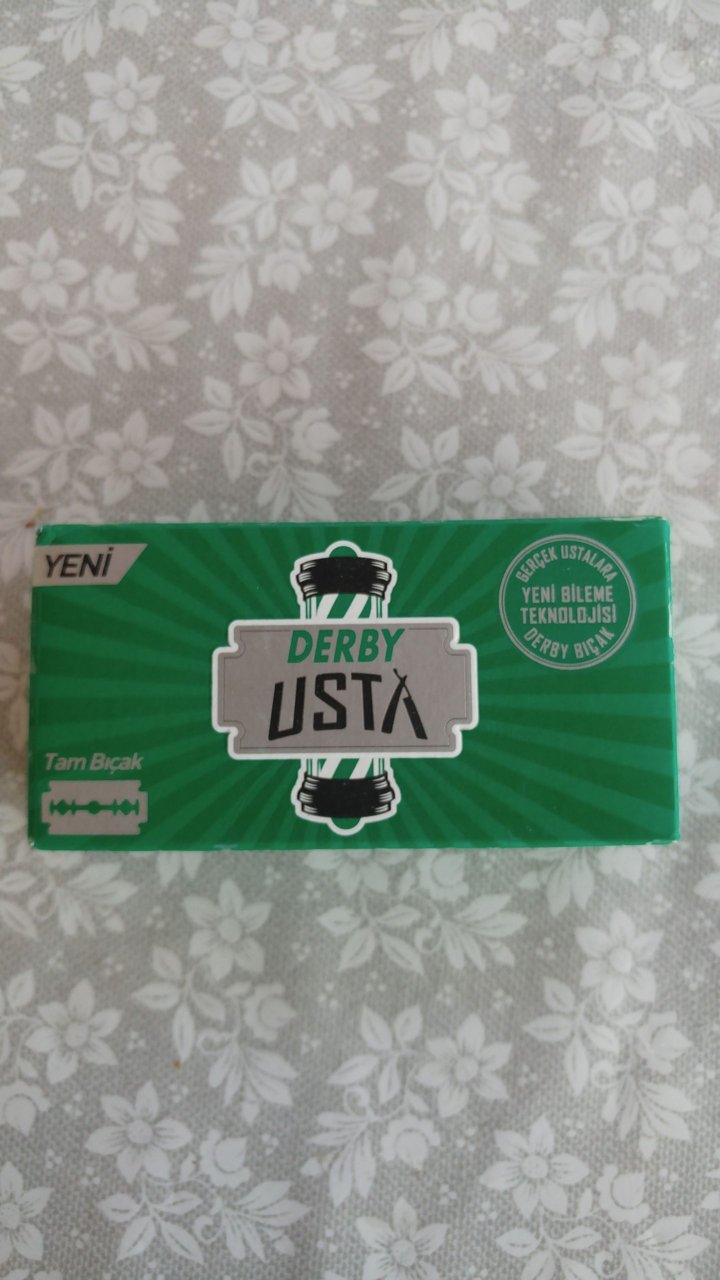 YENİ
DERBY
USTA
GERÇEK USTALARA
YENİ BİLEME
TEKNOLOJİSİ
DERBY BIÇAK
Tam Bıçak